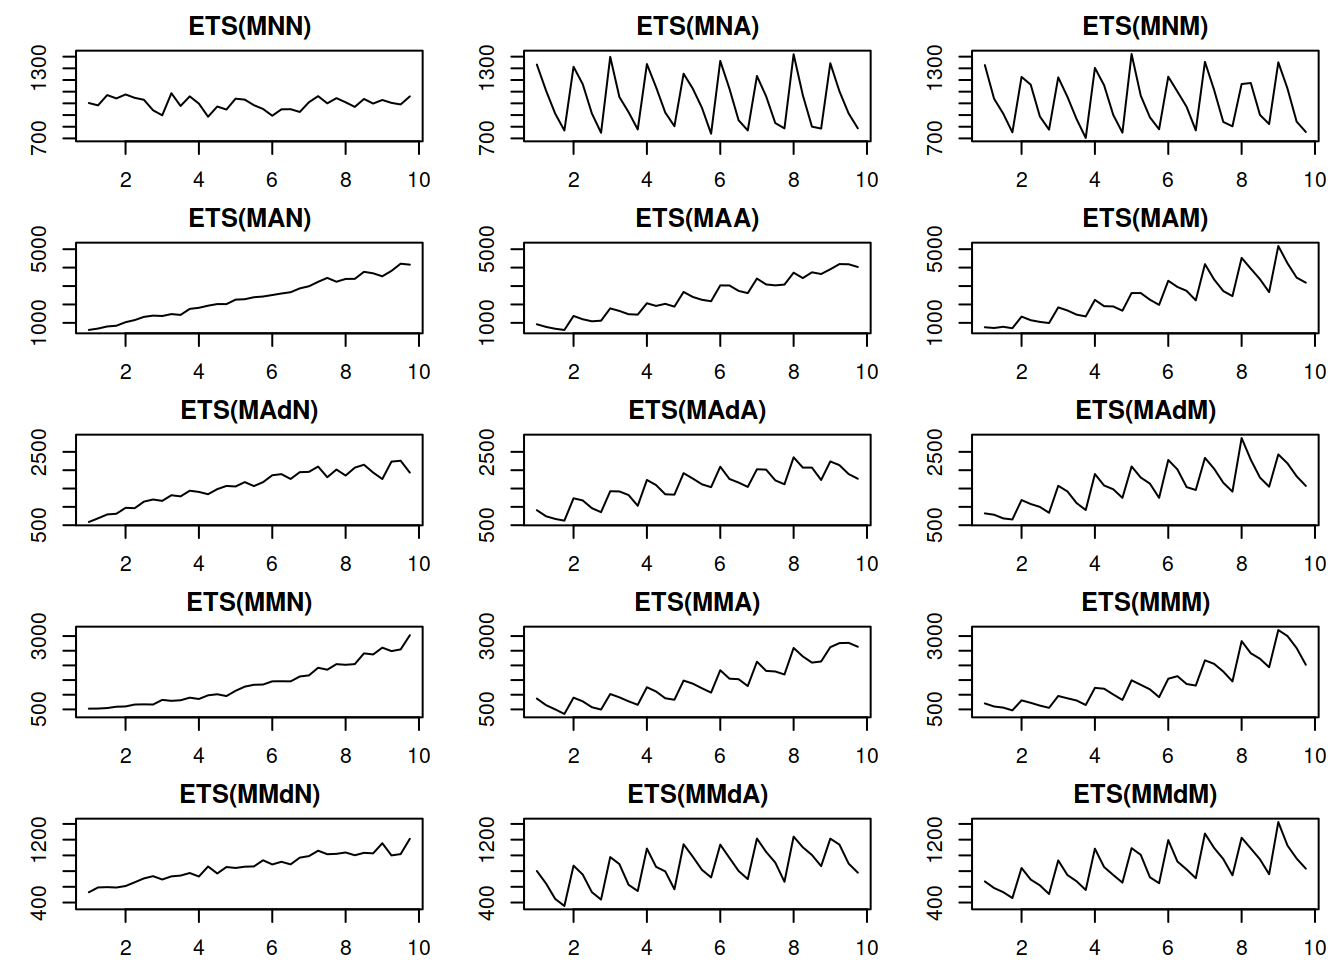 ETS(MNN) ETS(MNA) ETS(MNM)
700 1300 700 1300 700 1300
2 4 6 8 10 2 4 6 8 10 2 4 6 8 10
ETS(MAN) ETS(MAA) ETS(MAM)
1000 5000 1000 5000 1000 5000
2 4 6 8 10 2 4 6 8 10 2 4 6 8 10
ETS(MAdN) ETS(MAdA) ETS(MAdM)
500 2500 500 2500 500 2500
2 4 6 8 10 2 4 6 8 10 2 4 6 8 10
ETS(MMN) ETS(MMA) ETS(MMM)
500 3000 500 3000 500 3000
2 4 6 8 10 2 4 6 8 10 2 4 6 8 10
ETS(MMdN) ETS(MMdA) ETS(MMdM)
400 1200 400 1200 400 1200
2 4 6 8 10 2 4 6 8 10 2 4 6 8 10